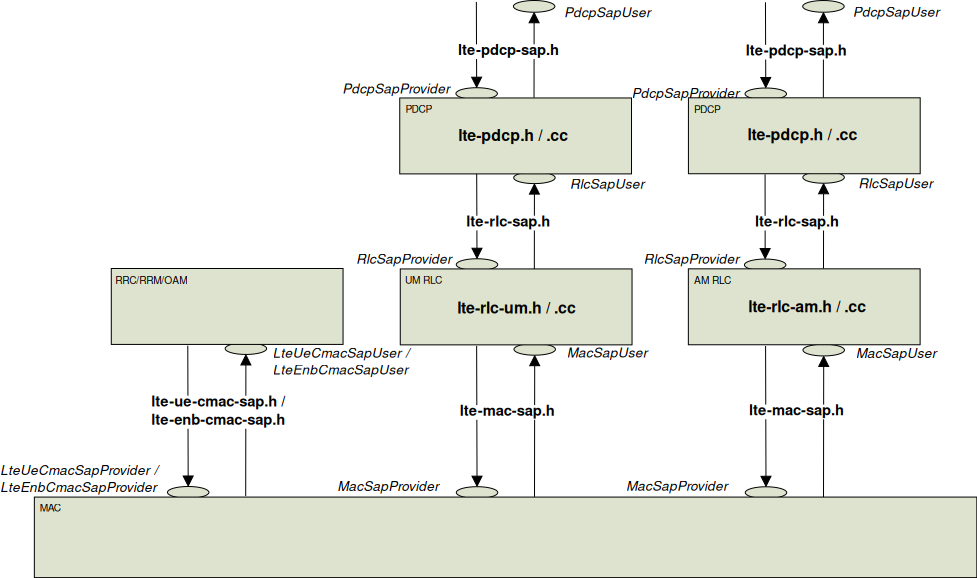 PdcpSapUser
PdcpSapUser
lte-pdcp-sap.h
lte-pdcp-sap.h
PdcpSapProvider
PdcpSapProvider
PDCP
PDCP
lte-pdcp.h / .cc
lte-pdcp.h / .cc
RlcSapUser
RlcSapUser
lte-rlc-sap.h
lte-rlc-sap.h
RlcSapProvider
RlcSapProvider
RRC/RRM/OAM
UM RLC
AM RLC
lte-rlc-um.h / .cc
lte-rlc-am.h / .cc
LteUeCmacSapUser /
LteEnbCmacSapUser
MacSapUser
MacSapUser
lte-ue-cmac-sap.h /
lte-enb-cmac-sap.h
lte-mac-sap.h
lte-mac-sap.h
LteUeCmacSapProvider /
LteEnbCmacSapProvider
MacSapProvider
MacSapProvider
MAC